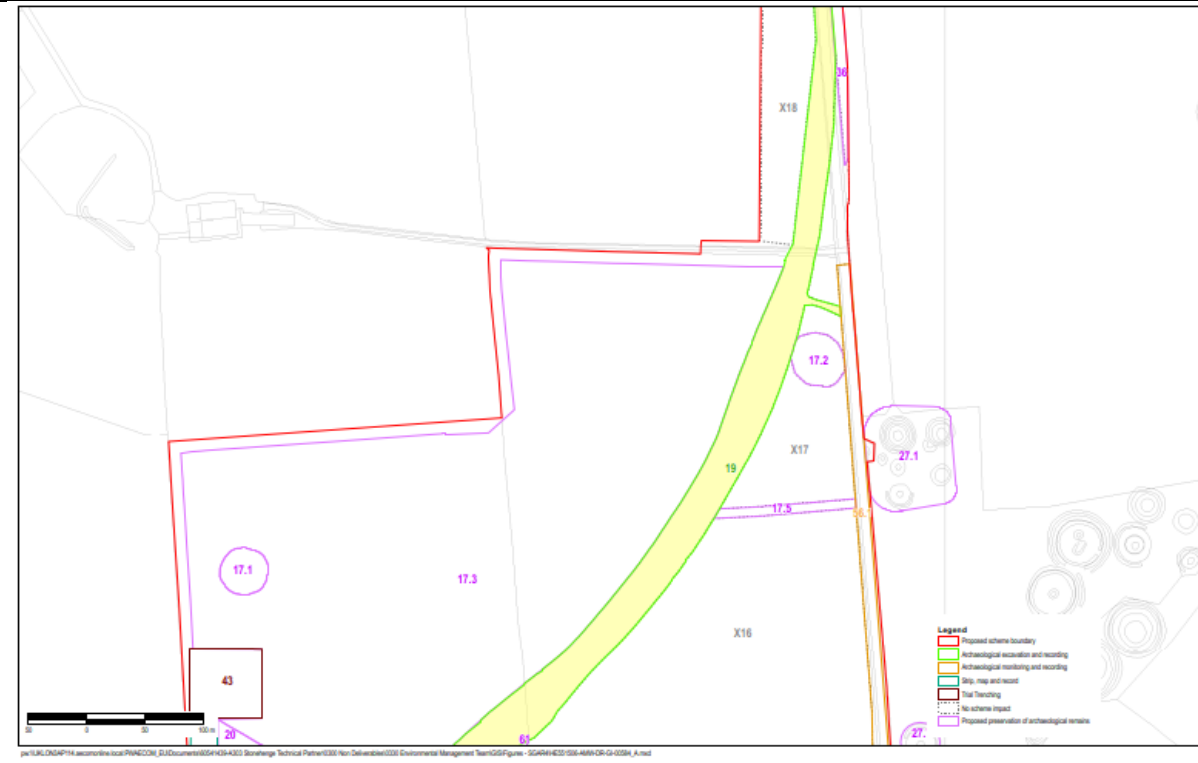 36
X18
17.2
19
X17
27.1
17.5
17.1
17.3
X16
43
20
61
27.
50 0 50 100 m
Legend
Proposed scheme boundary
Archaeological excavation and recording
Archaeological monitoring and recording
Strip, map and record
Trial Trenching
No scheme impact
Proposed preservation of archaeological remains